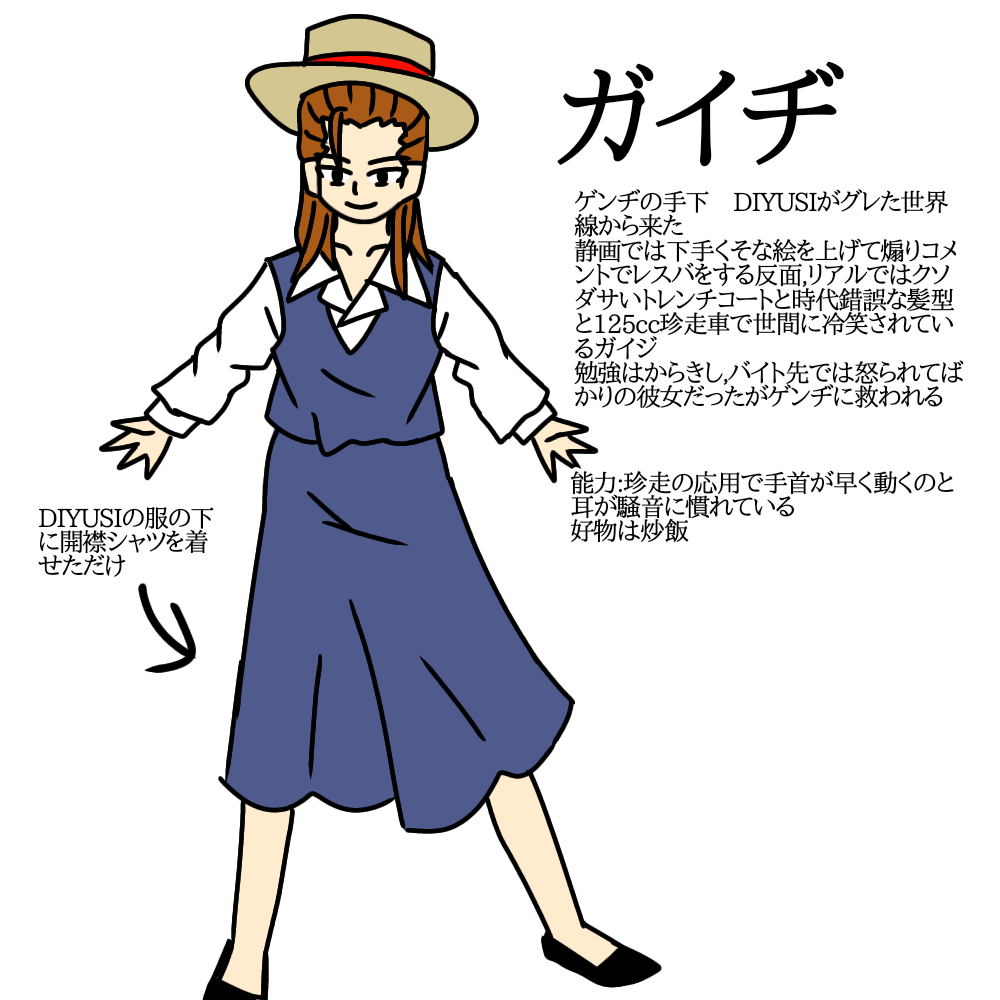 ガイヂ
ゲンヂの手下　DIYUSIがグレた世界
線から来た
静画では下手くそな絵を上げて煽りコメ
ントでレスバをする反面,リアルではクソ
ダサいトレンチコートと時代錯誤な髪型
と125cc珍走車で世間に冷笑されてい
るガイジ
勉強はからきし,バイト先では怒られてば
かりの彼女だったがゲンヂに救われる
能力:珍走の応用で手首が早く動くのと
耳が騒音に慣れている
好物は炒飯
DIYUSIの服の下
に開襟シャツを着
せただけ